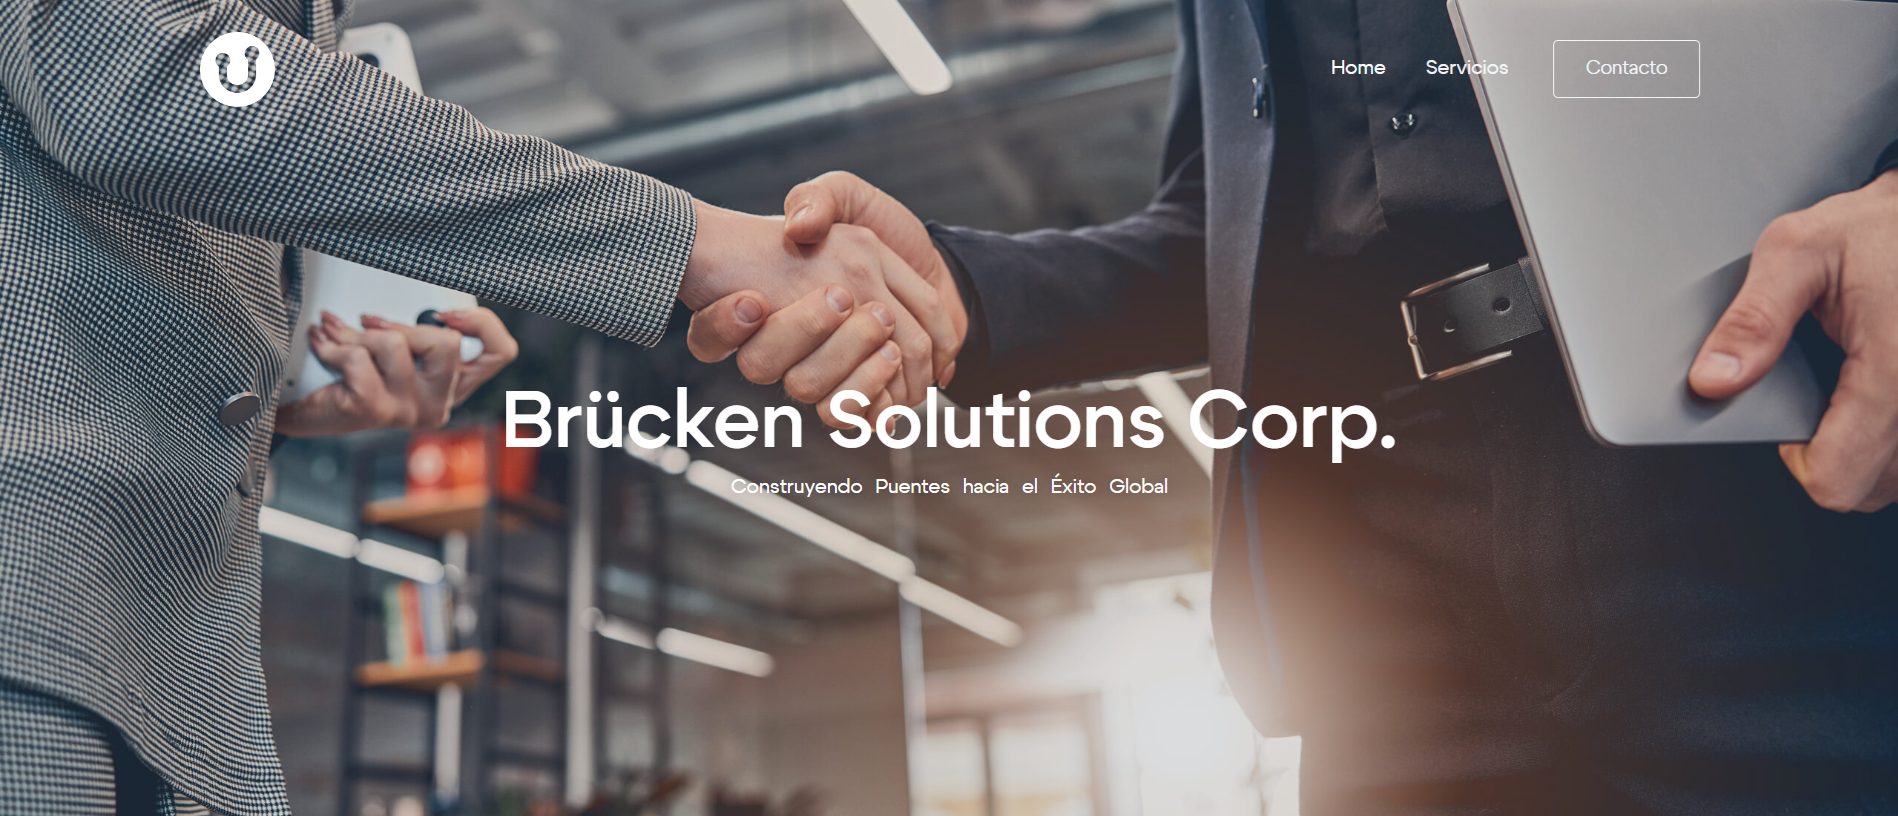 Home
Servicios
Contacto
Brücken Solutions Corp.
Construyendo Puentes hacia el Éxito Global